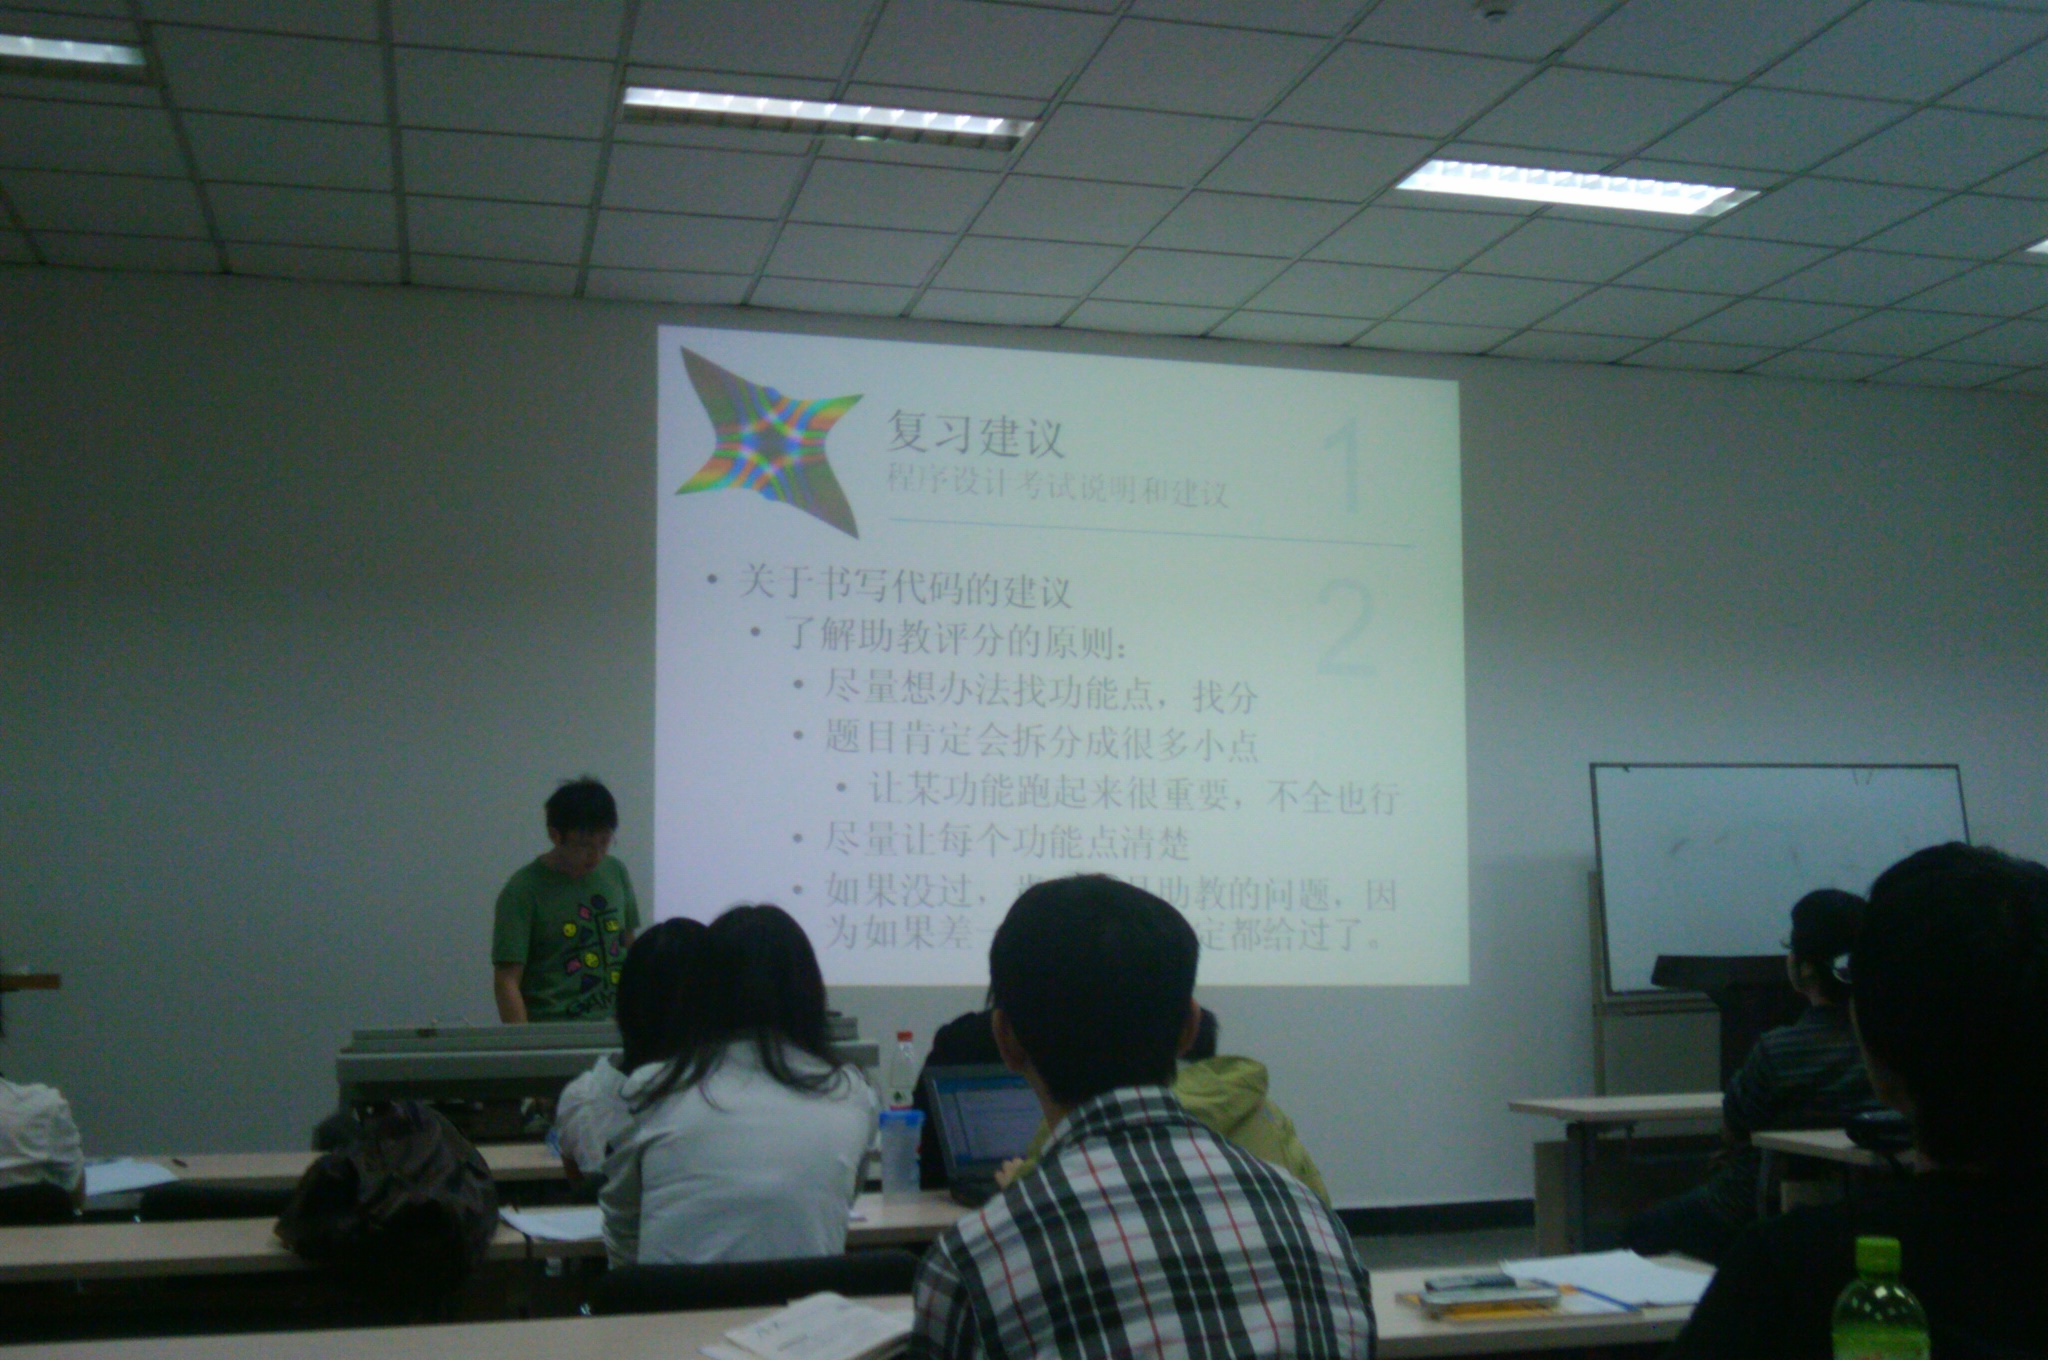 复习建议
程序设计考试说明和建议
1
2
• 关于书写代码的建议
• 了解助教评分的原则：
• 尽量想办法找功能点，找分
• 题目肯定会拆分成很多小点
• 让某功能跑起来很重要，不全也行
• 尽量让每个功能点清楚
• 如果没过，助教的问题，因
为如果差一定都给过了。